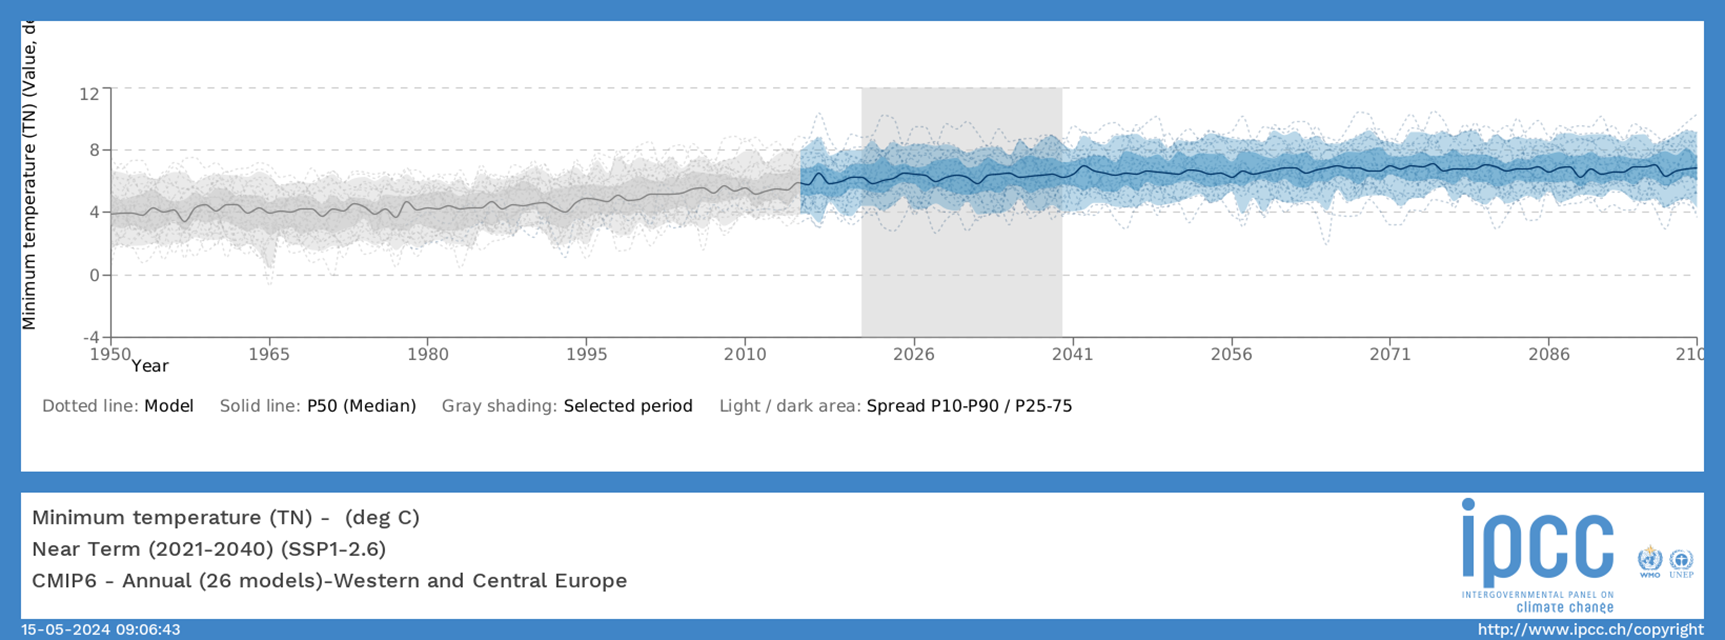 Minimum temperature (TN) (Value, d
12
8
4
0
-4
1950 1965 1980 1995 2010 2026 2041 2056 2071 2086 210
Year
Dotted line: Model Solid line: P50 (Median) Gray shading: Selected period Light / dark area: Spread P10-P90 / P25-75
Minimum temperature (TN) - (deg C)
Near Term (2021-2040) (SSP1-2.6)
CMIP6 - Annual (26 models)-Western and Central Europe
ipcc
INTERGOVERNMENTAL PANEL ON
climate change
WMO UNEP
15-05-2024 09:06:43 http://www.ipcc.ch/copyright